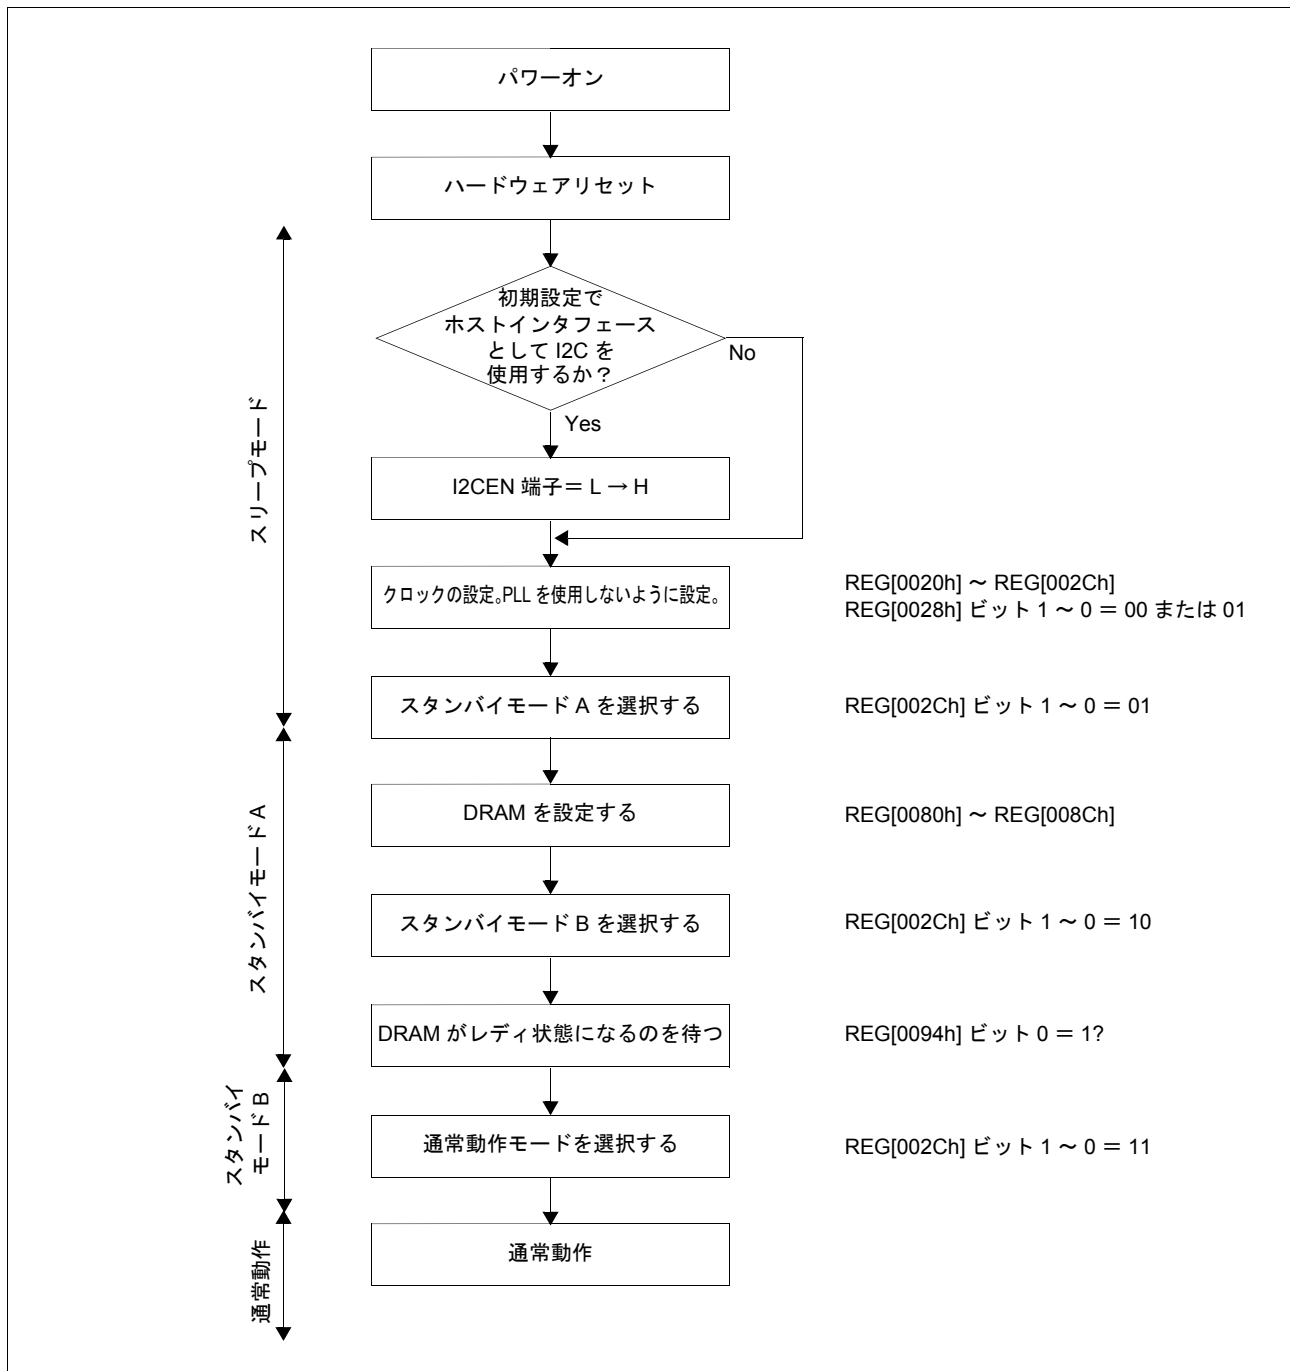 パワーオン
ハードウェアリセット
初期設定で
ホストインタフェース
として I2C を
使用するか？
No
Yes
I2CEN 端子＝ L → H
クロックの設定。PLL を使用しないように設定。
REG[0020h] ～ REG[002Ch]
REG[0028h] ビット 1 ～ 0 ＝ 00 または 01
スタンバイモード A を選択する
REG[002Ch] ビット 1 ～ 0 ＝ 01
DRAM を設定する
REG[0080h] ～ REG[008Ch]
スタンバイモード B を選択する
REG[002Ch] ビット 1 ～ 0 ＝ 10
DRAM がレディ状態になるのを待つ
REG[0094h] ビット 0 ＝ 1?
通常動作モードを選択する
REG[002Ch] ビット 1 ～ 0 ＝ 11
通常動作
スリープモード
スタンバイモード A
スタンバイ
モード B
通常動作